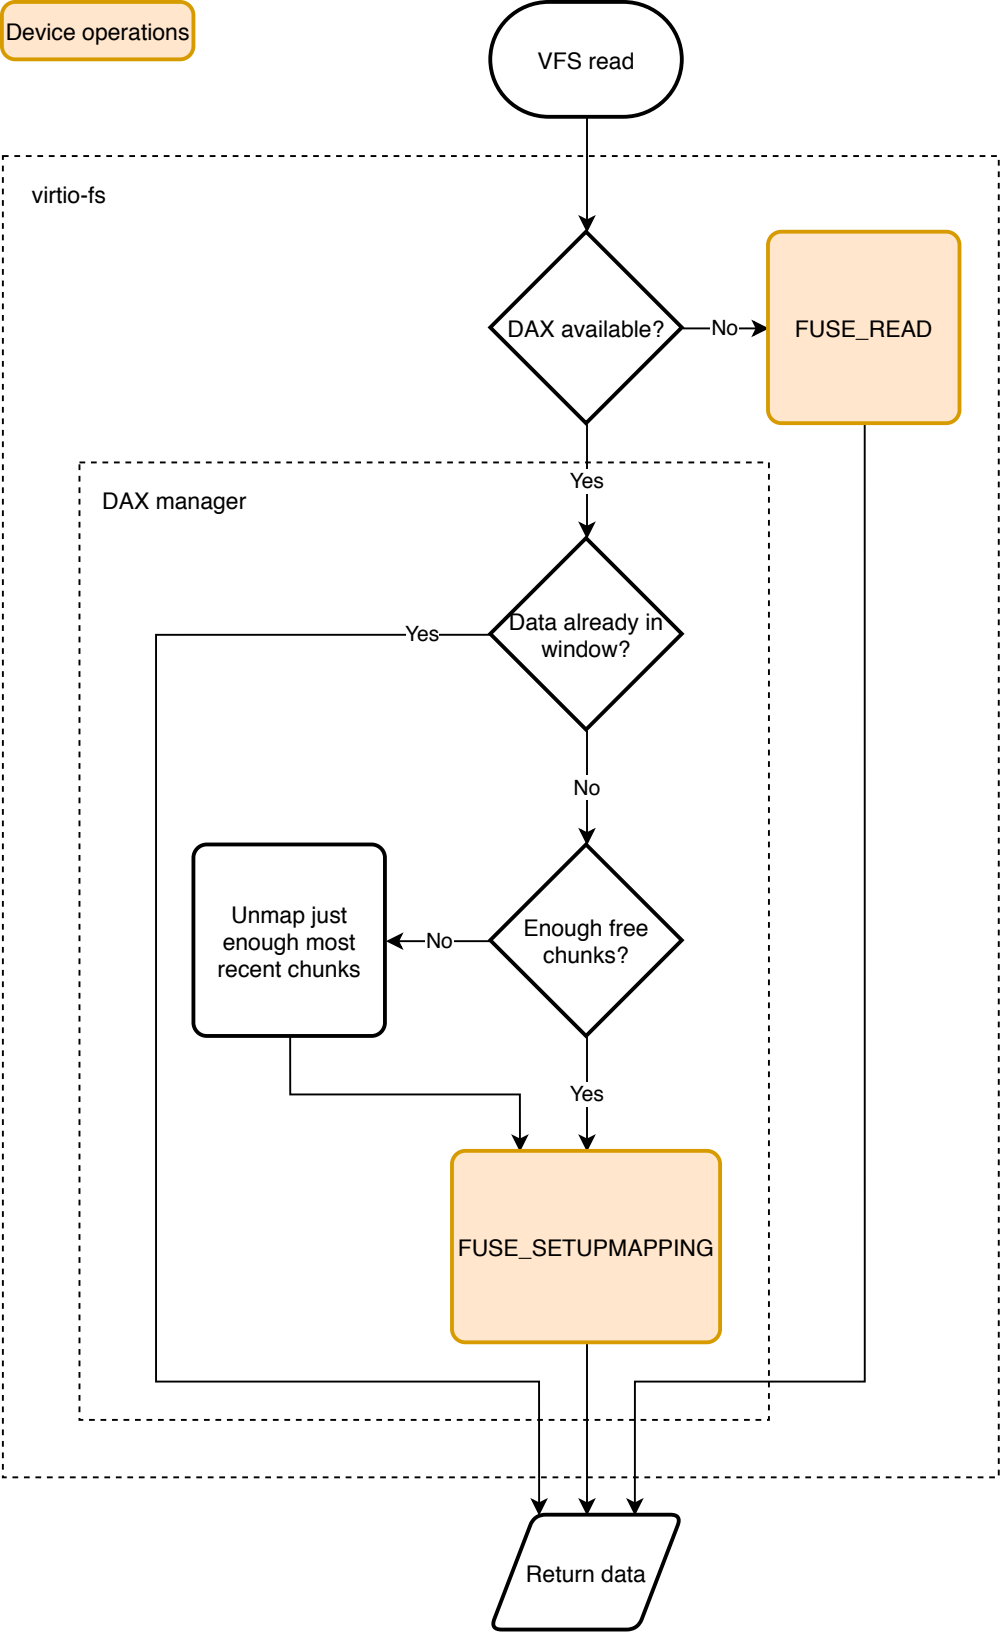 Device operations
VFS read
virtio-fs
DAX available?
No
FUSE_READ
Yes
DAX manager
Data already in
window?
Yes
No
Enough free
chunks?
No
Unmap just
enough most
recent chunks
Yes
FUSE_SETUPMAPPING
Return data